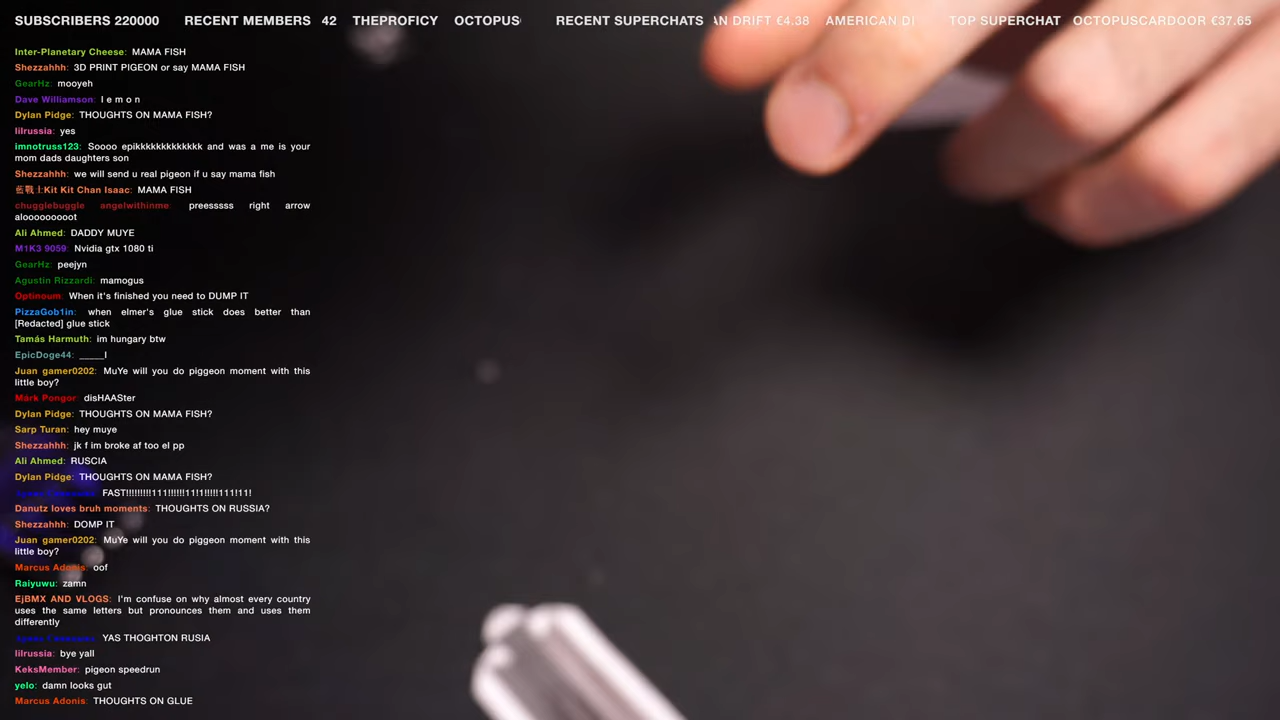 SUBSCRIBERS 220000 RECENT MEMBERS 42 THEPROFICY OCTOPUS RECENT SUPERCHATS AN DRIFT €4.38 AMERICAN DI TOP SUPERCHAT OCTOPUSCARDOOR €37.65
Inter-Planetary Cheese: MAMA FISH
Shezzahhh: 3D PRINT PIGEON or say MAMA FISH
GearHz: mooyeh
Dave Williamson: l e m o n
Dylan Pidge: THOUGHTS ON MAMA FISH?
lilrussia: yes
imnotruss123: Soooo epikkkkkkkkkkkk and was a me is your
mom dads daughters son
Shezzahhh: we will send u real pigeon if u say mama fish
藍戰士Kit Kit Chan Isaac: MAMA FISH
chugglebuggle angelwithinme: preesssss right arrow
alooooooooot
Ali Ahmed: DADDY MUYE
M1K3 9059: Nvidia gtx 1080 ti
GearHz: peejyn
Agustin Rizzardi: mamogus
Optinoum: When it's finished you need to DUMP IT
PizzaGob1in: when elmer's glue stick does better than
[Redacted] glue stick
Tamás Harmuth: im hungary btw
EpicDoge44: _____I
Juan gamer0202: MuYe will you do piggeon moment with this
little boy?
Márk Pongor: disHAASter
Dylan Pidge: THOUGHTS ON MAMA FISH?
Sarp Turan: hey muye
Shezzahhh: jk f im broke af too el pp
Ali Ahmed: RUSCIA
Dylan Pidge: THOUGHTS ON MAMA FISH?
FAST!!!!!!!!!111!!!!!!11!1!!!!!111!11!
Danutz loves bruh moments: THOUGHTS ON RUSSIA?
Shezzahhh: DOMP IT
Juan gamer0202: MuYe will you do piggeon moment with this
little boy?
Marcus Adonis: oof
Raiyuwu: zamn
EjBMX AND VLOGS: I'm confuse on why almost every country
uses the same letters but pronounces them and uses them
differently
YAS THOGHTON RUSIA
lilrussia: bye yall
KeksMember: pigeon speedrun
yelo: damn looks gut
Marcus Adonis: THOUGHTS ON GLUE